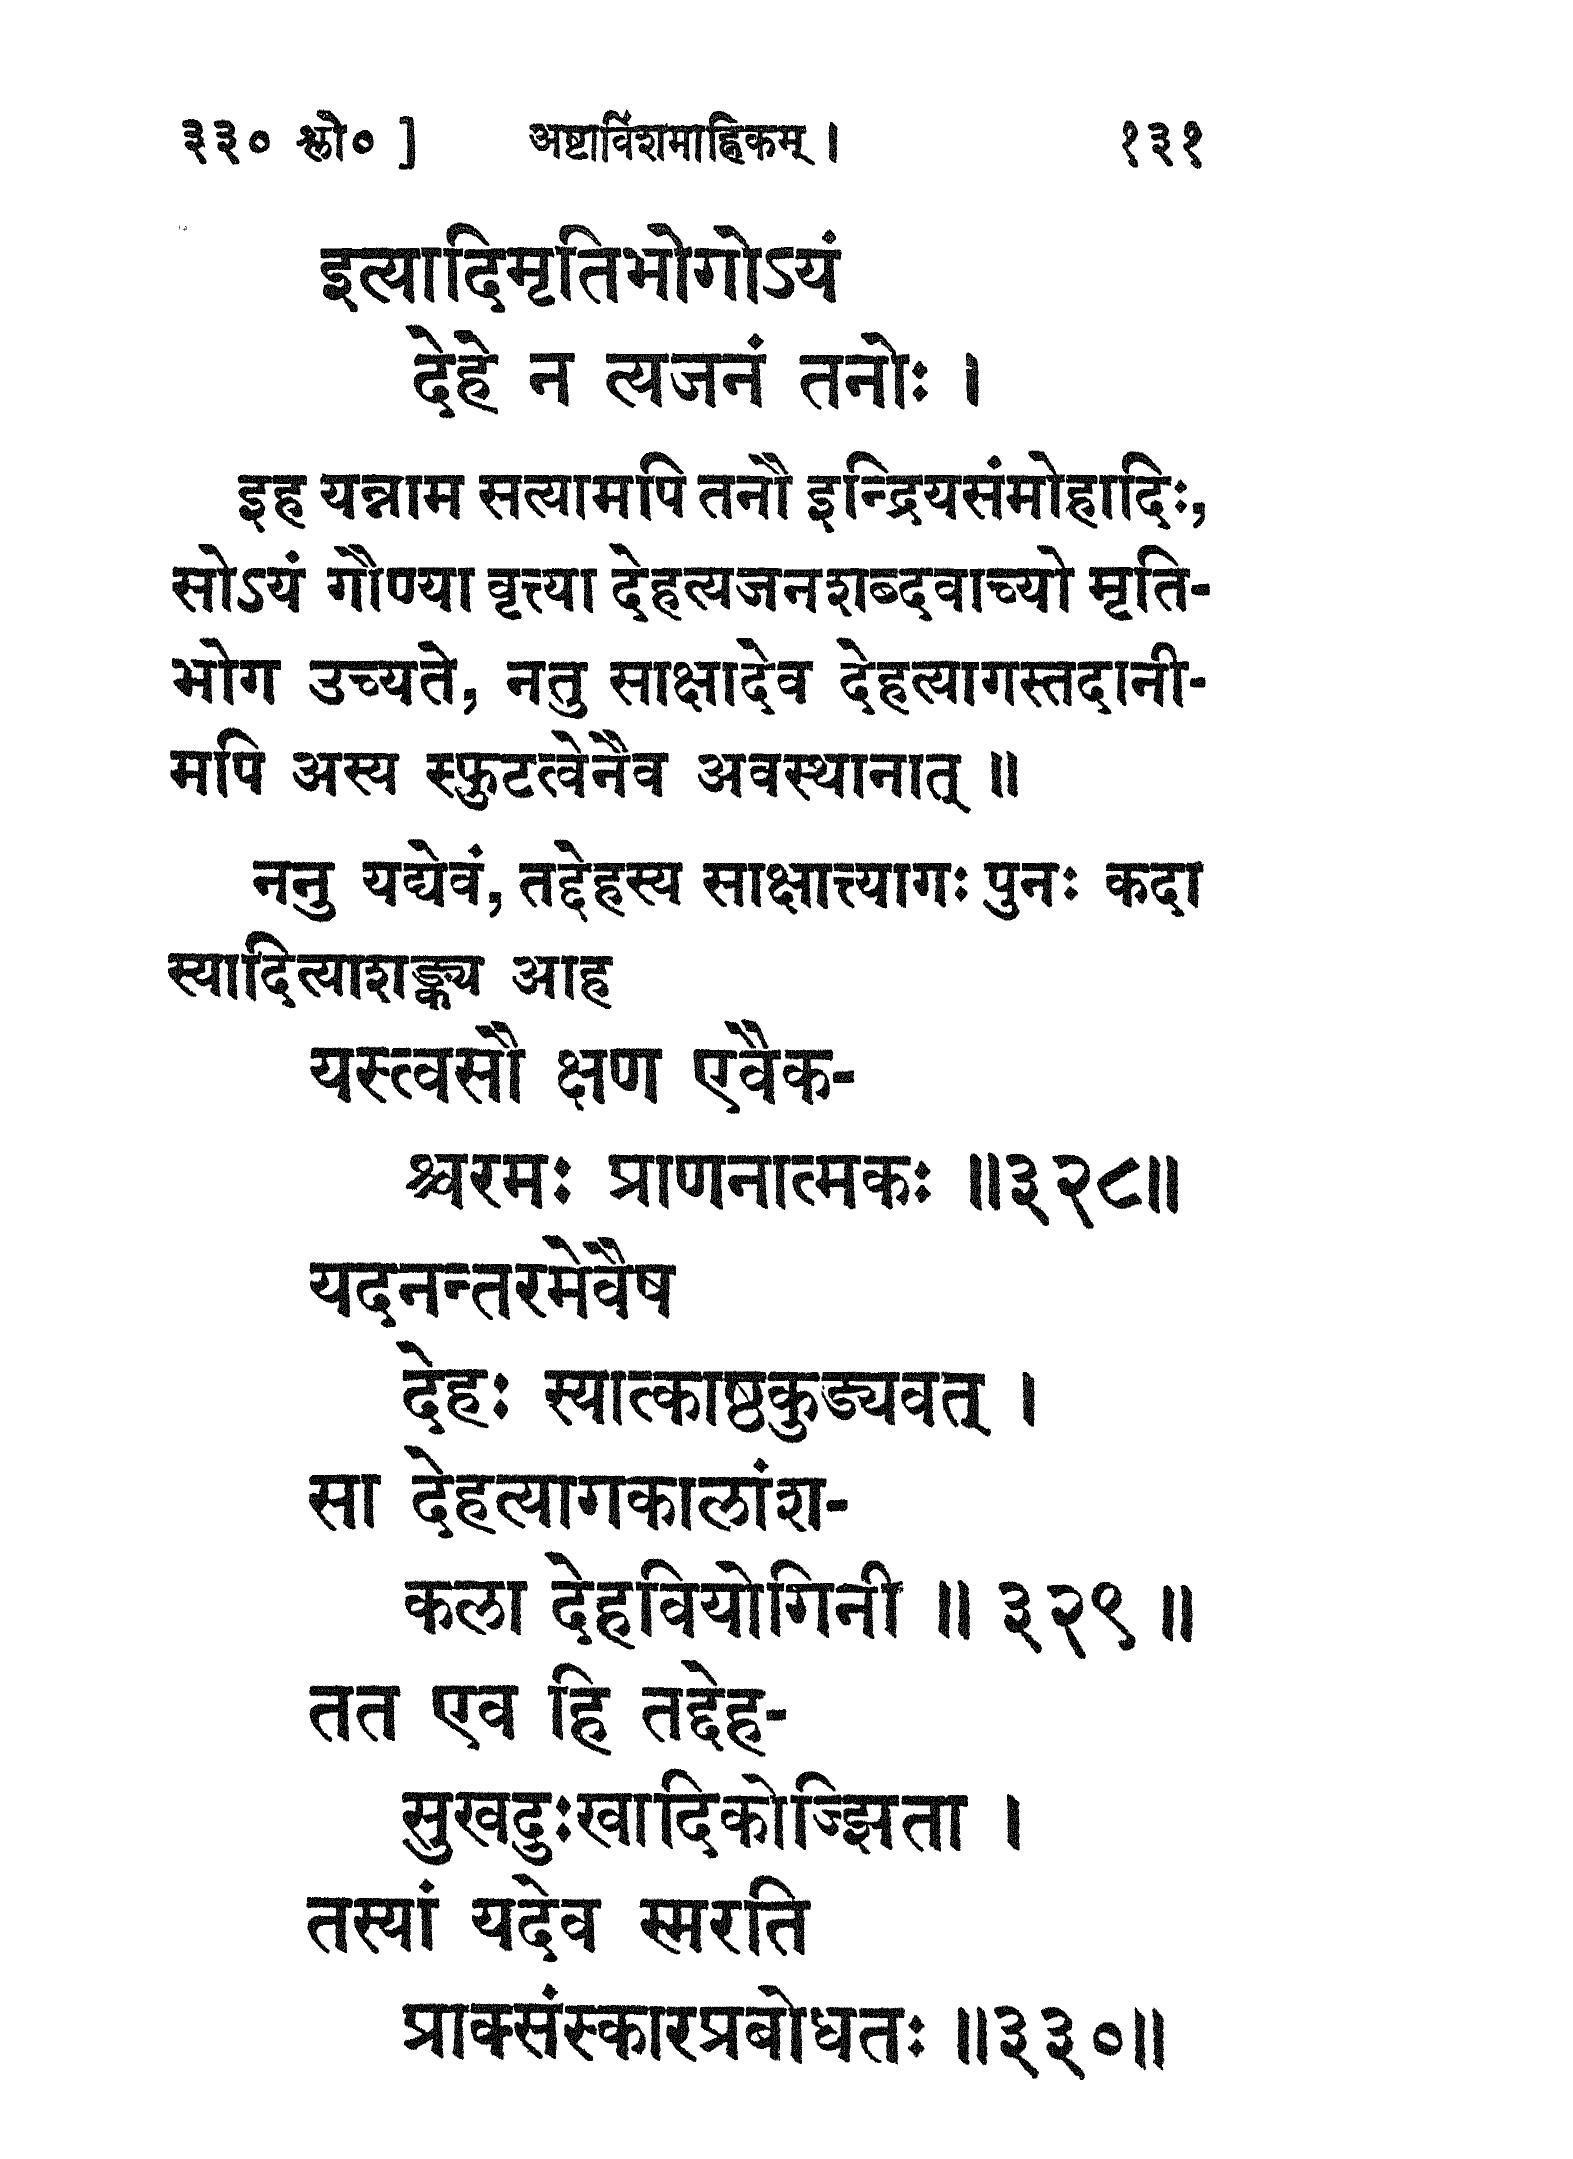 ३३० श्लो० ] अष्टाविंशमाह्निकम् । १३१
इत्यादिमृतिभोगोऽयं
देहे न त्यजनं तनोः ।
इह यन्नाम सत्यामपि तनौ इन्द्रियसंमोहादिः,
सोऽयं गौण्या वृत्त्या देहत्यजनशब्दवाच्यो मृति-
भोग उच्यते, नतु साक्षादेव देहत्यागस्तदानी-
मपि अस्य स्फुटत्वेनैव अवस्थानात् ॥
ननु यद्येवं, तद्देहस्य साक्षात्त्यागः पुनः कदा
स्यादित्याशङ्क्य आह
यस्त्वसौ क्षण एवैक-
श्चरमः प्राणनात्मकः ॥३२८॥
यदनन्तरमेवैष
देहः स्यात्काष्ठकुड्यवत् ।
सा देहत्यागकालांश-
कला देहवियोगिनी ॥ ३२९ ॥
तत एव हि तद्देह-
सुखदुःखादिकोज्झिता ।
तस्यां यदेव स्मरति
प्राक्संस्कारप्रबोधतः ॥३३०॥